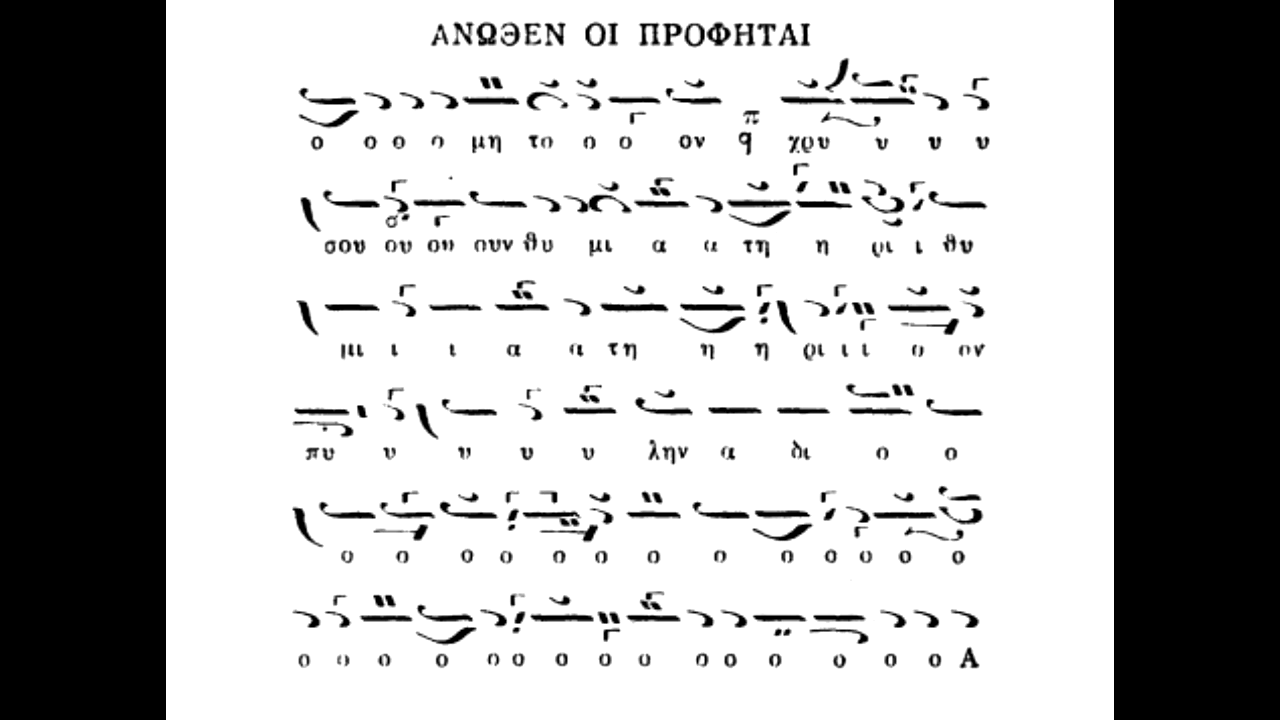 ΑΝΩΘΕΝ ΟΙ ΠΡΟΦΗΤΑΙ
π
ο ο ο ο μη το ο ο ον q χρυ υ υ υ
σου ου ου ουν θυ μι α α τη η ρι ι θυ
μι ι ι α α τη η η ρι ι ι ο ον
πυ υ υ υ υ λην α δι ο ο
ο ο ο ο ο ο ο ο ο ο ο ο ο
ο ο ο ο ο ο ο ο ο ο ο ο ο ο ο Α